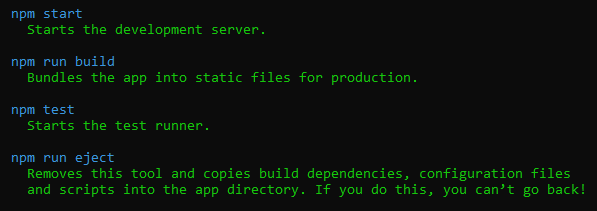 npm start
Starts the development server.
npm run build
Bundles the app into static files for production.
npm test
Starts the test runner.
npm run eject
Removes this tool and copies build dependencies, configuration files
and scripts into the app directory. If you do this, you can’t go back!